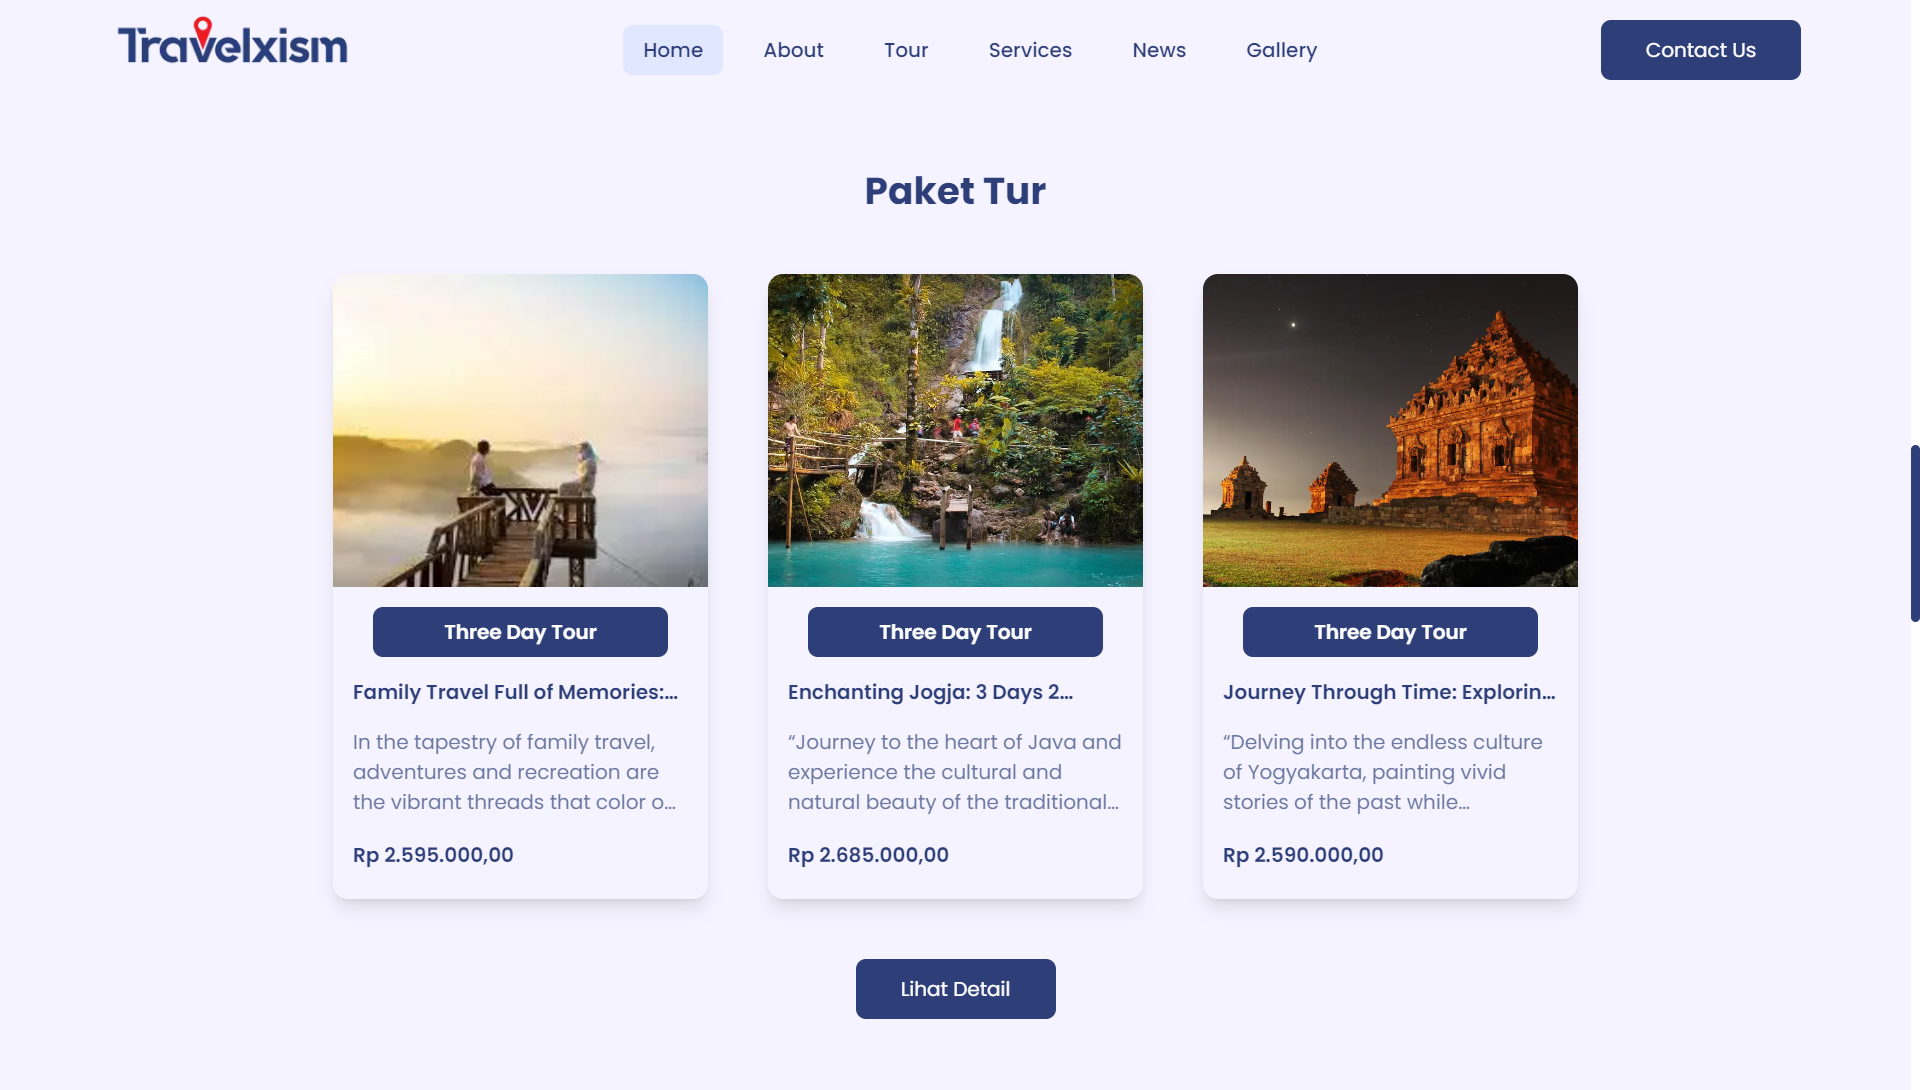 Travelxism
Home
About
Tour
Services
News
Gallery
Contact Us
Paket Tur
Three Day Tour
Family Travel Full of Memories:...
In the tapestry of family travel,
adventures and recreation are
the vibrant threads that color o...
Rp 2.595.000,00
Three Day Tour
Enchanting Jogja: 3 Days 2...
“Journey to the heart of Java and
experience the cultural and
natural beauty of the traditional...
Rp 2.685.000,00
Three Day Tour
Journey Through Time: Explorin...
“Delving into the endless culture
of Yogyakarta, painting vivid
stories of the past while...
Rp 2.590.000,00
Lihat Detail